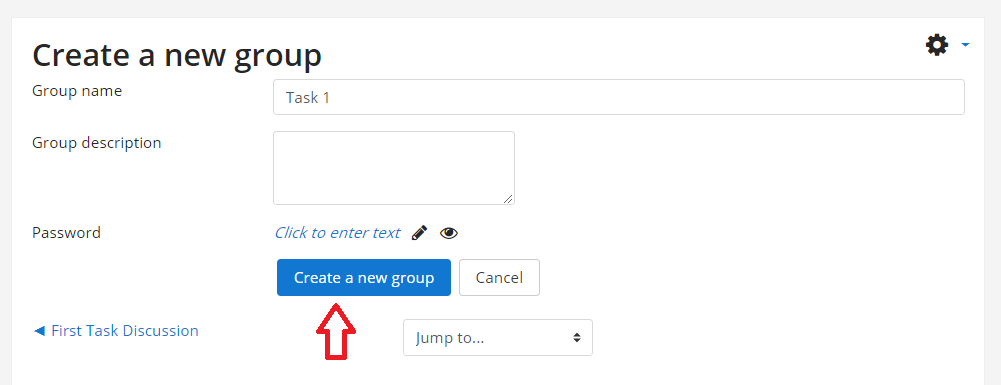 Create a new group
Group name
Task 1
Group description
Password
Click to enter text
Create a new group
Cancel
◄ First Task Discussion
Jump to...